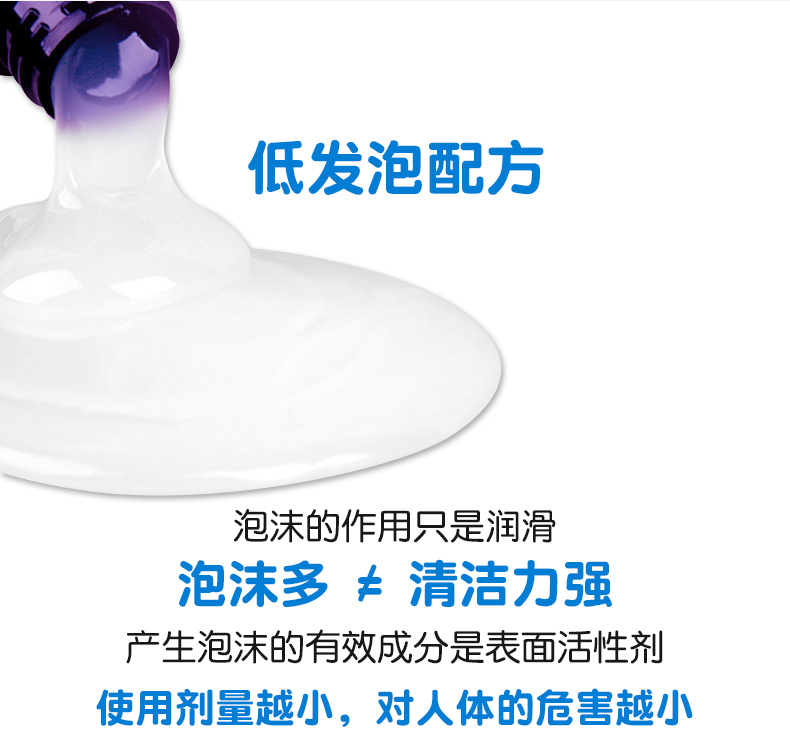 低发泡配方
泡沫的作用只是润滑
泡沫多 ≠ 清洁力强
产生泡沫的有效成分是表面活性剂
使用剂量越小，对人体的危害越小